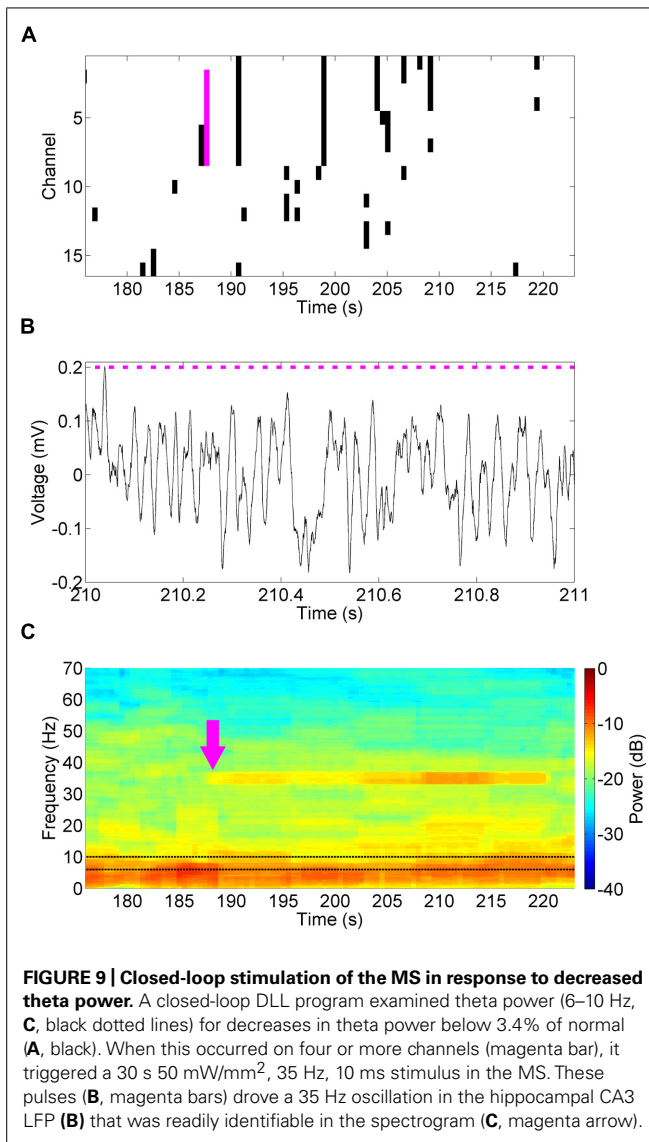 A
Channel
5
10
15
180 185 190 195 200 205 210 215 220
Time (s)
B
Voltage (mV)
0.2
0.1
0
-0.1
-0.2
210 210.2 210.4 210.6 210.8 211
Time (s)
C
Frequency (Hz)
70
60
50
40
30
20
10
0
180 185 190 195 200 205 210 215 220
Time (s)
0
-10
-20
-30
-40
Power (dB)
FIGURE 9 | Closed-loop stimulation of the MS in response to decreased
theta power. A closed-loop DLL program examined theta power (6–10 Hz,
C, black dotted lines) for decreases in theta power below 3.4% of normal
(A, black). When this occurred on four or more channels (magenta bar), it
triggered a 30 s 50 mW/mm², 35 Hz, 10 ms stimulus in the MS. These
pulses (B, magenta bars) drove a 35 Hz oscillation in the hippocampal CA3
LFP (B) that was readily identifiable in the spectrogram (C, magenta arrow).